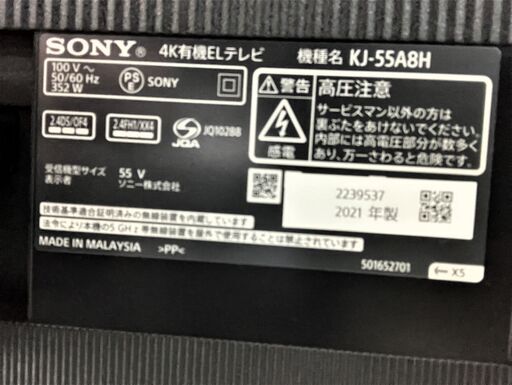 SONY® 4K有機ELテレビ 機種名 KJ-55A8H
100 V～
50/60 Hz
352 W
PS
E
SONY
警告
高圧注意
サービスマン以外の方は
裏ぶたをあけないでください。
内部には高電圧部分が数多く
あり、万一さわると危険です。
感電
2.4DS/OF4
2.4FH1/XX4
JQA
JQ102BB
受信機型サイズ 55 V
表示者 ソニー株式会社
2239537
2021 年製
技術基準適合証明済みの無線装置を内蔵しています
法令により本機の5 GHz帯無線装置を屋外で使用することは禁止されています
MADE IN MALAYSIA >PP<
501652701
← X5